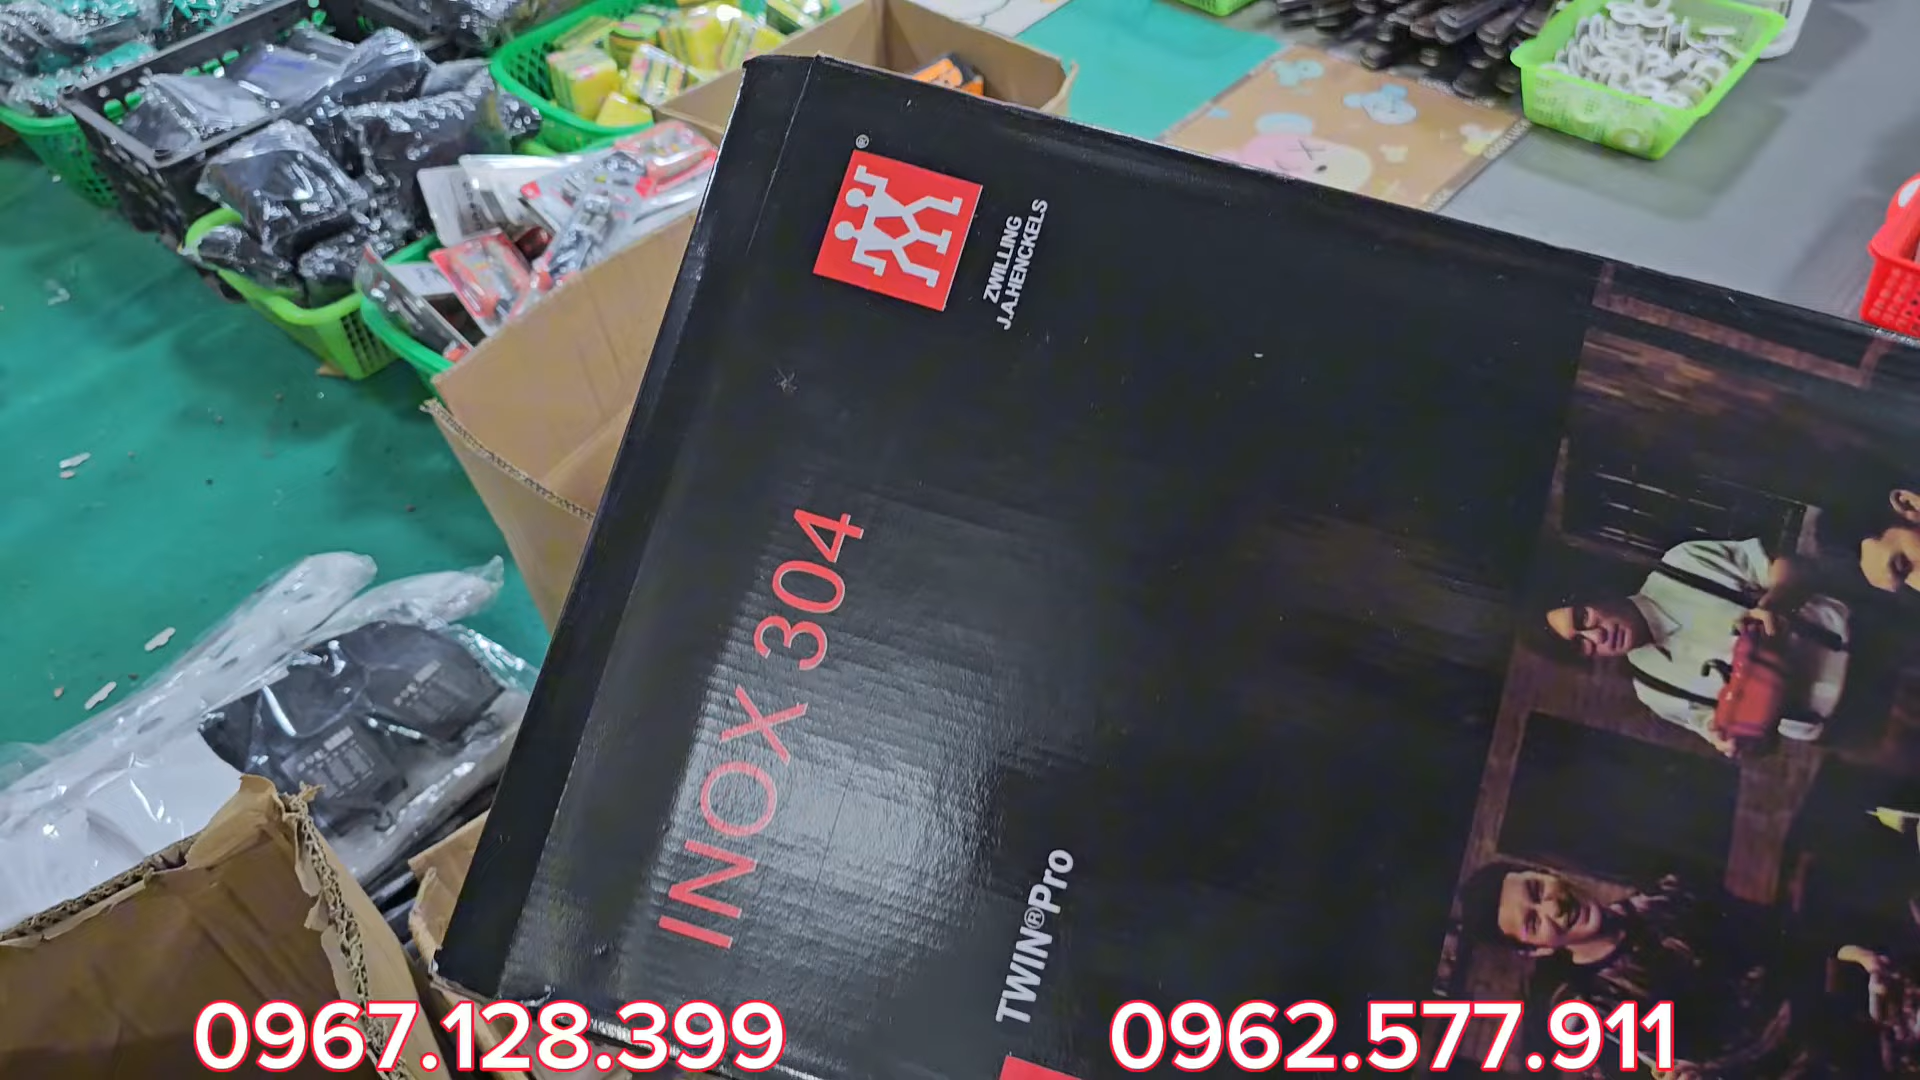 ®
ZWILLING
J.A.HENCKELS
INOX 304
TWIN®Pro
0967.128.399
0962.577.911